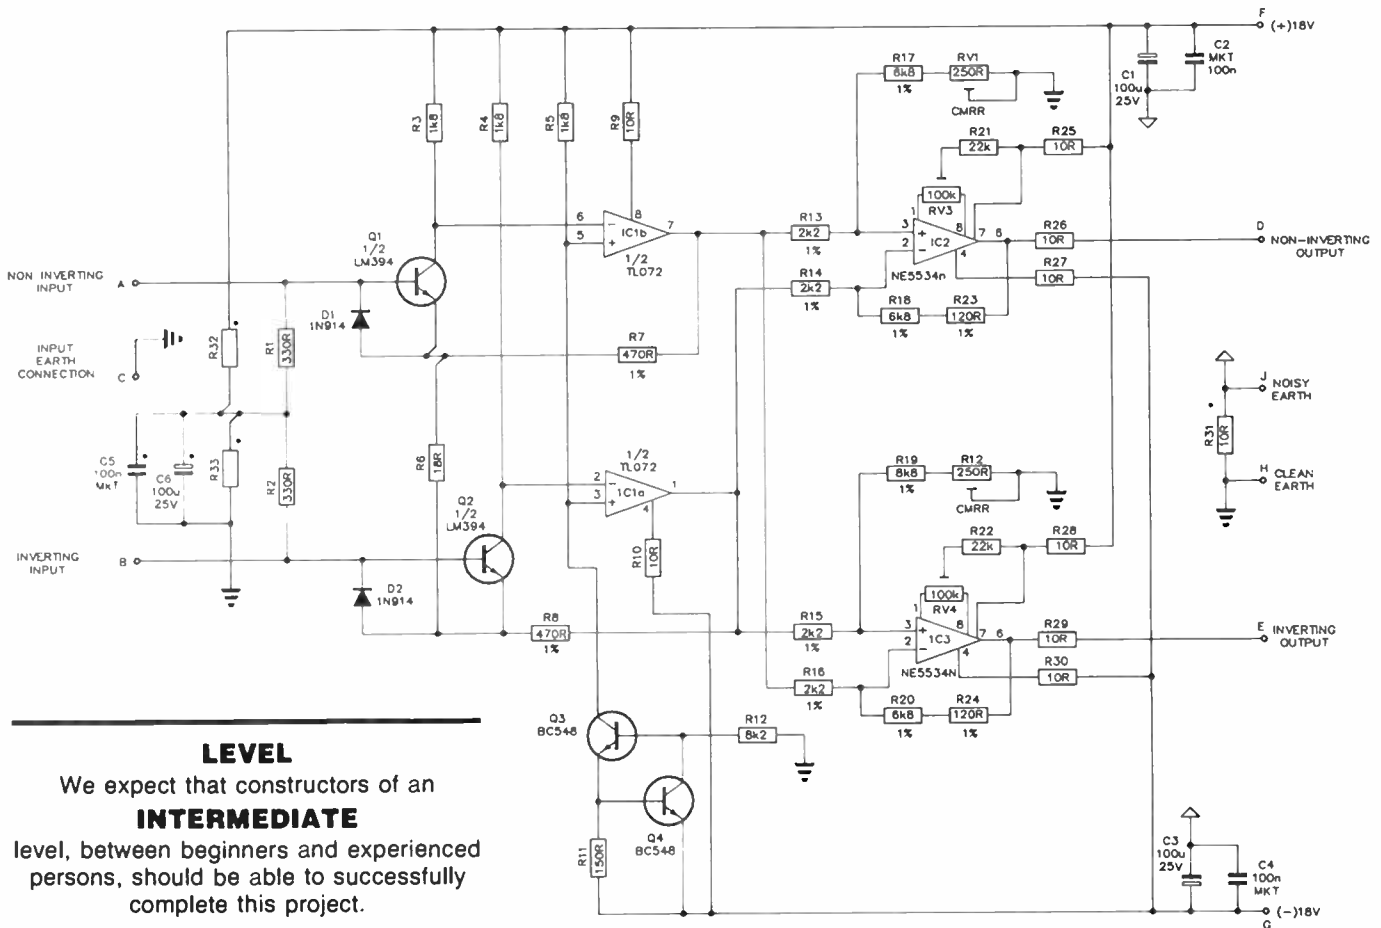 F
(+)18V
R17
8k8
1%
RV1
250R
CMRR
C1
100u
25V
C2
MKT
100n
R3
1k8
R4
1k8
R5
1k8
R9
10R
R21
22k
R25
10R
100k
RV3
Q1
1/2
LM394
6
5
8
7
IC1b
1/2
TL072
R13
2k2
1%
1
3
2
8
7
6
4
IC2
NE5534n
R26
10R
D
NON-INVERTING
OUTPUT
R14
2k2
1%
R27
10R
R18
6k8
1%
R23
120R
1%
NON INVERTING
INPUT
A
D1
1N914
R7
470R
1%
INPUT
EARTH
CONNECTION
C
R32
R1
330R
J
NOISY
EARTH
R31
10R
H
CLEAN
EARTH
C5
100n
MKT
C6
100u
25V
R33
R2
330R
R6
18R
Q2
1/2
LM394
1/2
TL072
2
3
1
4
1C1a
R10
10R
R19
8k8
1%
R12
250R
CMRR
R22
22k
R28
10R
100k
RV4
INVERTING
INPUT
B
D2
1N914
R8
470R
1%
R15
2k2
1%
1
3
2
8
7
6
4
1C3
NE5534N
R29
10R
E
INVERTING
OUTPUT
R16
2k2
1%
R30
10R
R20
6k8
1%
R24
120R
1%
Q3
BC548
R12
8k2
Q4
BC548
R11
150R
C3
100u
25V
C4
100n
MKT
(-)18V
G
LEVEL
We expect that constructors of an
INTERMEDIATE
level, between beginners and experienced
persons, should be able to successfully
complete this project.